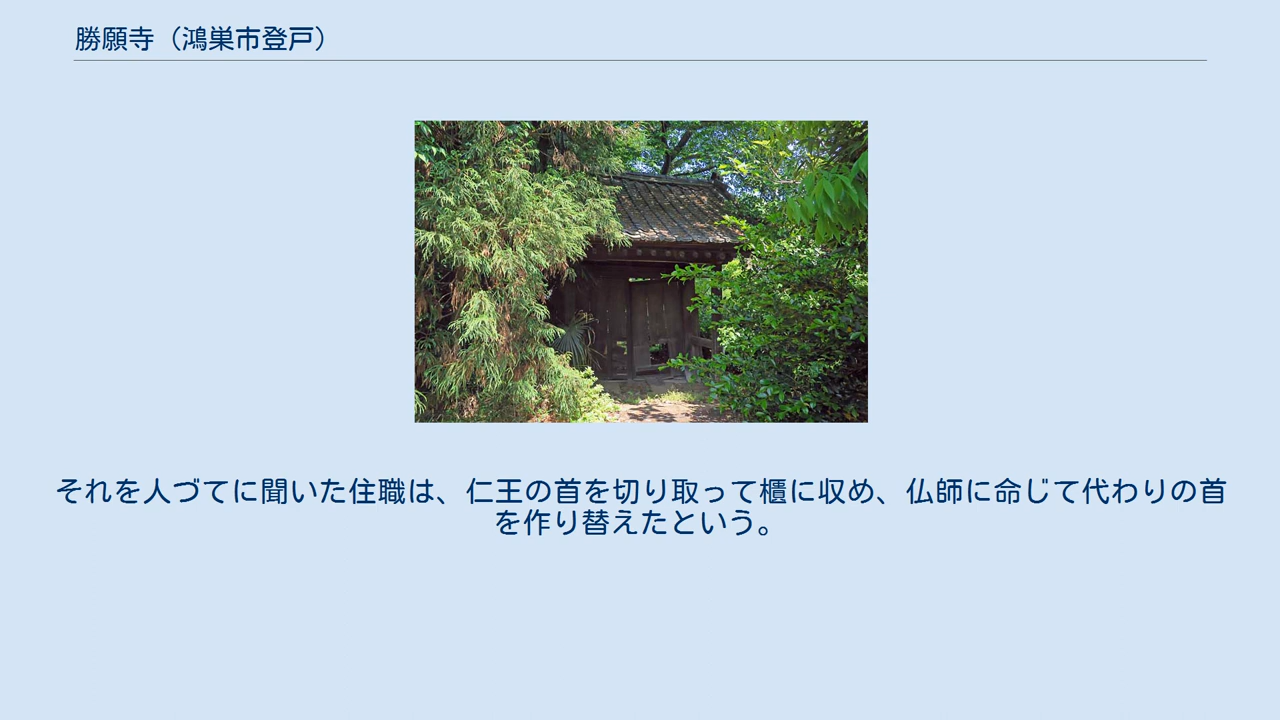 勝願寺（鴻巣市登戸）
それを人づてに聞いた住職は、仁王の首を切り取って櫃に収め、仏師に命じて代わりの首
を作り替えたという。